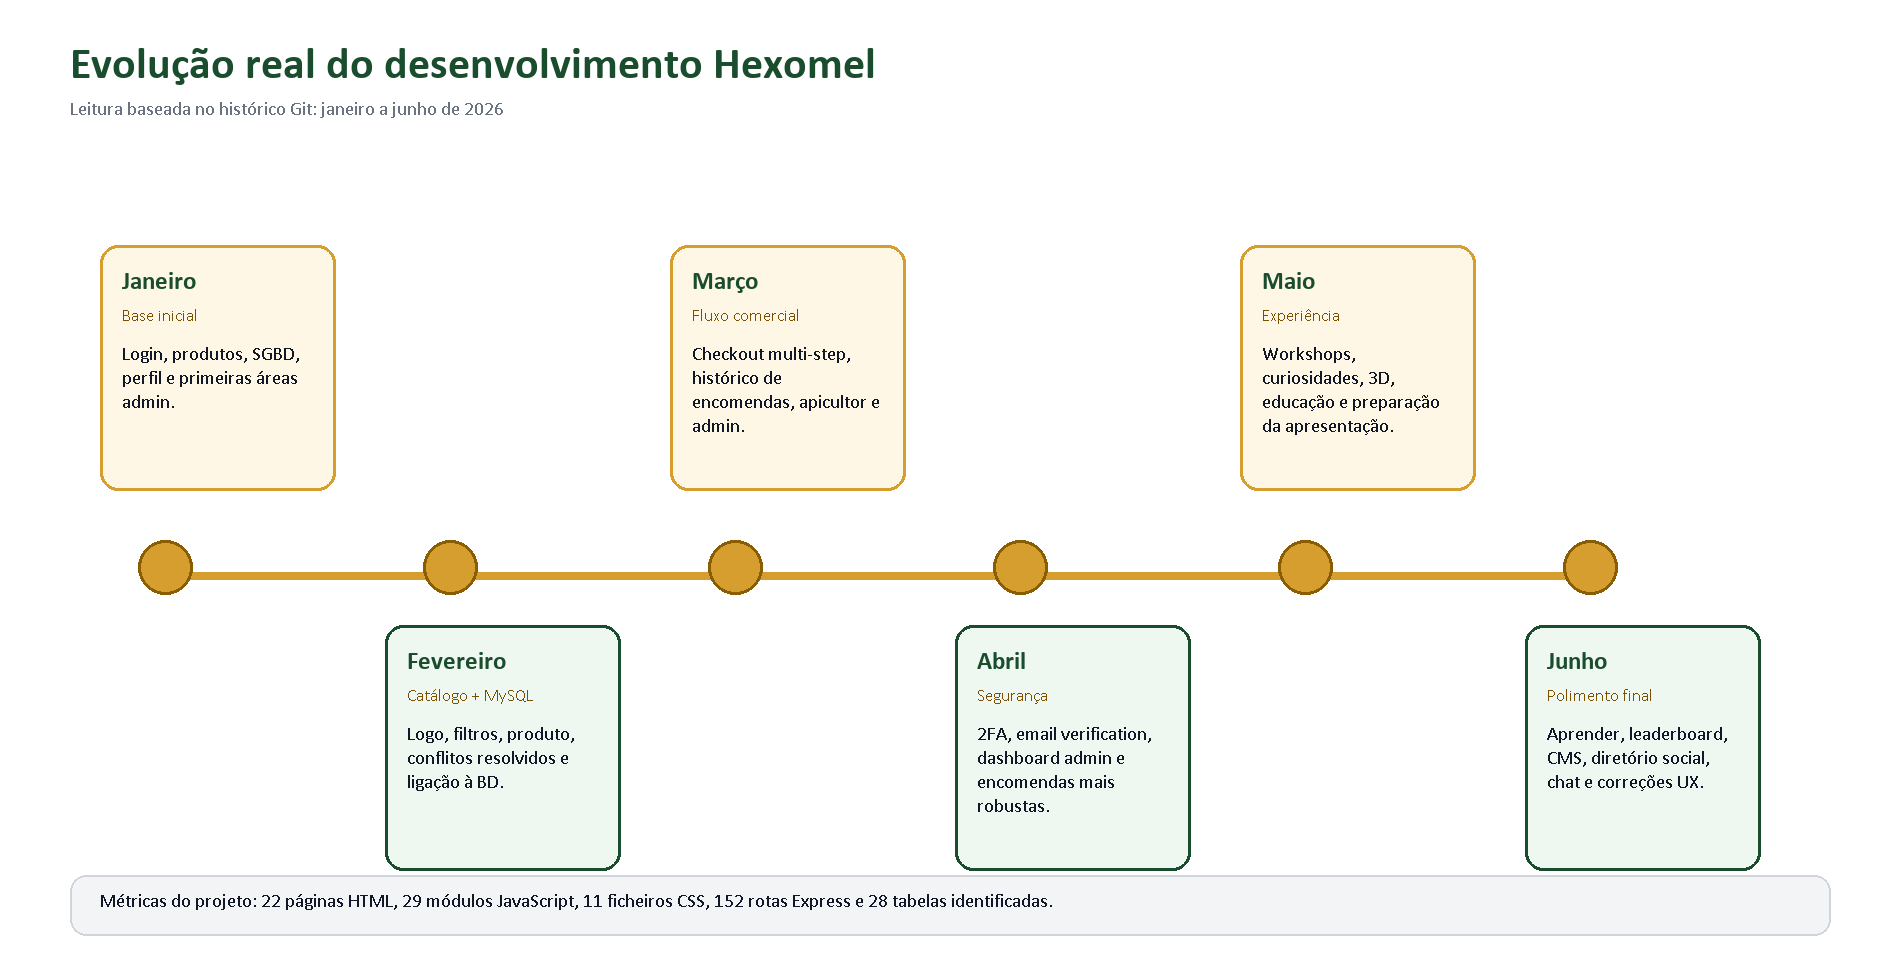 Evolução real do desenvolvimento Hexomel
Leitura baseada no histórico Git: janeiro a junho de 2026
Janeiro
Base inicial
Login, produtos, SGBD,
perfil e primeiras áreas
admin.
Março
Fluxo comercial
Checkout multi-step,
histórico de
encomendas, apicultor e
admin.
Maio
Experiência
Workshops,
curiosidades, 3D,
educação e preparação
da apresentação.
Fevereiro
Catálogo + MySQL
Logo, filtros, produto,
conflitos resolvidos e
ligação à BD.
Abril
Segurança
2FA, email verification,
dashboard admin e
encomendas mais
robustas.
Junho
Polimento final
Aprender, leaderboard,
CMS, diretório social,
chat e correções UX.
Métricas do projeto: 22 páginas HTML, 29 módulos JavaScript, 11 ficheiros CSS, 152 rotas Express e 28 tabelas identificadas.